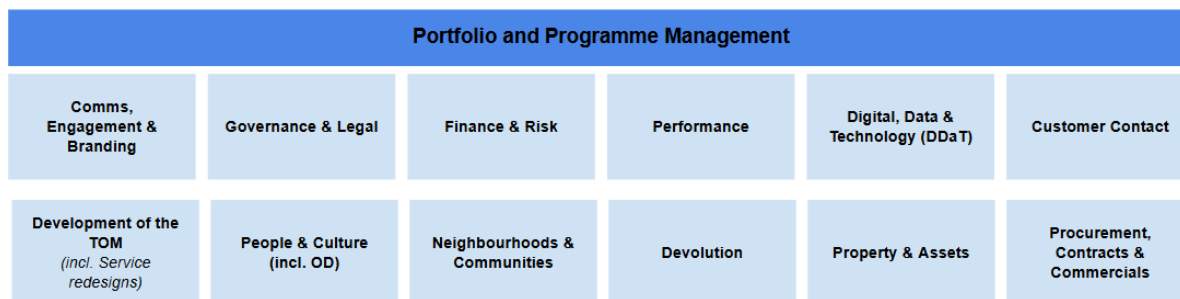 Portfolio and Programme Management
Comms,
Engagement &
Branding
Governance & Legal
Finance & Risk
Performance
Digital, Data &
Technology (DDaT)
Customer Contact
Development of the
TOM
(incl. Service
redesigns)
People & Culture
(incl. OD)
Neighbourhoods &
Communities
Devolution
Property & Assets
Procurement,
Contracts &
Commercials